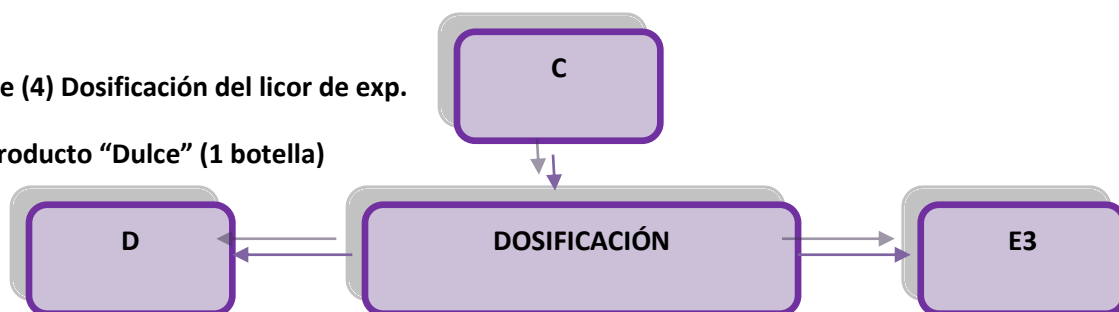 C
e (4) Dosificación del licor de exp.
roducto “Dulce” (1 botella)
D
DOSIFICACIÓN
E3